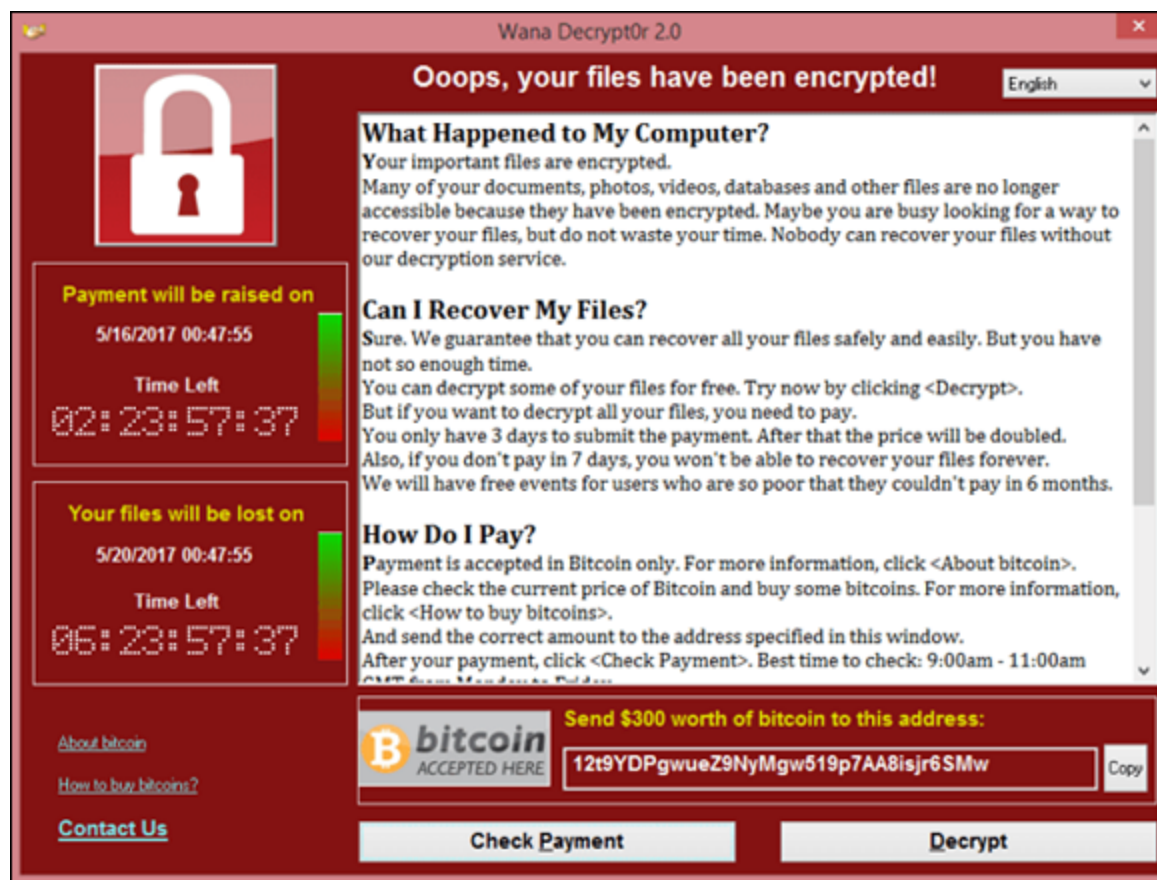 Wana Decrypt0r 2.0
Ooops, your files have been encrypted!
English
What Happened to My Computer?
Your important files are encrypted.
Many of your documents, photos, videos, databases and other files are no longer
accessible because they have been encrypted. Maybe you are busy looking for a way to
recover your files, but do not waste your time. Nobody can recover your files without
our decryption service.
Can I Recover My Files?
Sure. We guarantee that you can recover all your files safely and easily. But you have
not so enough time.
You can decrypt some of your files for free. Try now by clicking <Decrypt>.
But if you want to decrypt all your files, you need to pay.
You only have 3 days to submit the payment. After that the price will be doubled.
Also, if you don't pay in 7 days, you won't be able to recover your files forever.
We will have free events for users who are so poor that they couldn't pay in 6 months.
How Do I Pay?
Payment is accepted in Bitcoin only. For more information, click <About bitcoin>.
Please check the current price of Bitcoin and buy some bitcoins. For more information,
click <How to buy bitcoins>.
And send the correct amount to the address specified in this window.
After your payment, click <Check Payment>. Best time to check: 9:00am - 11:00am
GMT from Monday to Friday
Payment will be raised on
5/16/2017 00:47:55
Time Left
02:23:57:37
Your files will be lost on
5/20/2017 00:47:55
Time Left
06:23:57:37
About bitcoin
How to buy bitcoins?
Contact Us
bitcoin
ACCEPTED HERE
Send $300 worth of bitcoin to this address:
12t9YDPgwueZ9NyMgw519p7AA8isjr6SMw
Copy
Check Payment
Decrypt